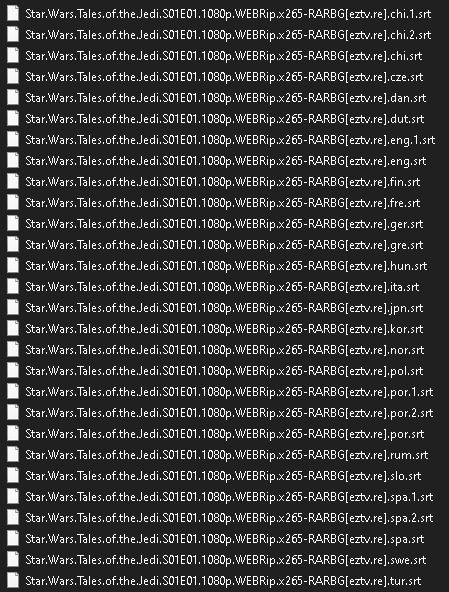 Star.Wars.Tales.of.the.Jedi.S01E01.1080p.WEBRip.x265-RARBG[eztv.re].chi.1.srt
Star.Wars.Tales.of.the.Jedi.S01E01.1080p.WEBRip.x265-RARBG[eztv.re].chi.2.srt
Star.Wars.Tales.of.the.Jedi.S01E01.1080p.WEBRip.x265-RARBG[eztv.re].chi.srt
Star.Wars.Tales.of.the.Jedi.S01E01.1080p.WEBRip.x265-RARBG[eztv.re].cze.srt
Star.Wars.Tales.of.the.Jedi.S01E01.1080p.WEBRip.x265-RARBG[eztv.re].dan.srt
Star.Wars.Tales.of.the.Jedi.S01E01.1080p.WEBRip.x265-RARBG[eztv.re].dut.srt
Star.Wars.Tales.of.the.Jedi.S01E01.1080p.WEBRip.x265-RARBG[eztv.re].eng.1.srt
Star.Wars.Tales.of.the.Jedi.S01E01.1080p.WEBRip.x265-RARBG[eztv.re].eng.srt
Star.Wars.Tales.of.the.Jedi.S01E01.1080p.WEBRip.x265-RARBG[eztv.re].fin.srt
Star.Wars.Tales.of.the.Jedi.S01E01.1080p.WEBRip.x265-RARBG[eztv.re].fre.srt
Star.Wars.Tales.of.the.Jedi.S01E01.1080p.WEBRip.x265-RARBG[eztv.re].ger.srt
Star.Wars.Tales.of.the.Jedi.S01E01.1080p.WEBRip.x265-RARBG[eztv.re].gre.srt
Star.Wars.Tales.of.the.Jedi.S01E01.1080p.WEBRip.x265-RARBG[eztv.re].hun.srt
Star.Wars.Tales.of.the.Jedi.S01E01.1080p.WEBRip.x265-RARBG[eztv.re].ita.srt
Star.Wars.Tales.of.the.Jedi.S01E01.1080p.WEBRip.x265-RARBG[eztv.re].jpn.srt
Star.Wars.Tales.of.the.Jedi.S01E01.1080p.WEBRip.x265-RARBG[eztv.re].kor.srt
Star.Wars.Tales.of.the.Jedi.S01E01.1080p.WEBRip.x265-RARBG[eztv.re].nor.srt
Star.Wars.Tales.of.the.Jedi.S01E01.1080p.WEBRip.x265-RARBG[eztv.re].pol.srt
Star.Wars.Tales.of.the.Jedi.S01E01.1080p.WEBRip.x265-RARBG[eztv.re].por.1.srt
Star.Wars.Tales.of.the.Jedi.S01E01.1080p.WEBRip.x265-RARBG[eztv.re].por.2.srt
Star.Wars.Tales.of.the.Jedi.S01E01.1080p.WEBRip.x265-RARBG[eztv.re].por.srt
Star.Wars.Tales.of.the.Jedi.S01E01.1080p.WEBRip.x265-RARBG[eztv.re].rum.srt
Star.Wars.Tales.of.the.Jedi.S01E01.1080p.WEBRip.x265-RARBG[eztv.re].slo.srt
Star.Wars.Tales.of.the.Jedi.S01E01.1080p.WEBRip.x265-RARBG[eztv.re].spa.1.srt
Star.Wars.Tales.of.the.Jedi.S01E01.1080p.WEBRip.x265-RARBG[eztv.re].spa.2.srt
Star.Wars.Tales.of.the.Jedi.S01E01.1080p.WEBRip.x265-RARBG[eztv.re].spa.srt
Star.Wars.Tales.of.the.Jedi.S01E01.1080p.WEBRip.x265-RARBG[eztv.re].swe.srt
Star.Wars.Tales.of.the.Jedi.S01E01.1080p.WEBRip.x265-RARBG[eztv.re].tur.srt